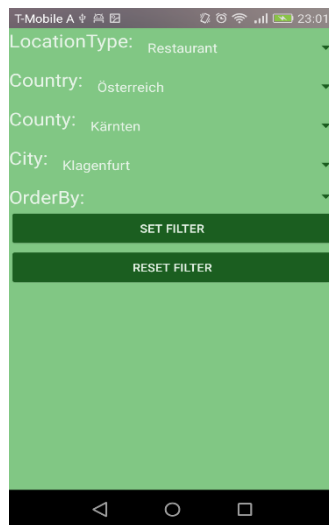 T-Mobile A 23:01
LocationType: Restaurant
Country: Österreich
County: Kärnten
City: Klagenfurt
OrderBy:
SET FILTER
RESET FILTER